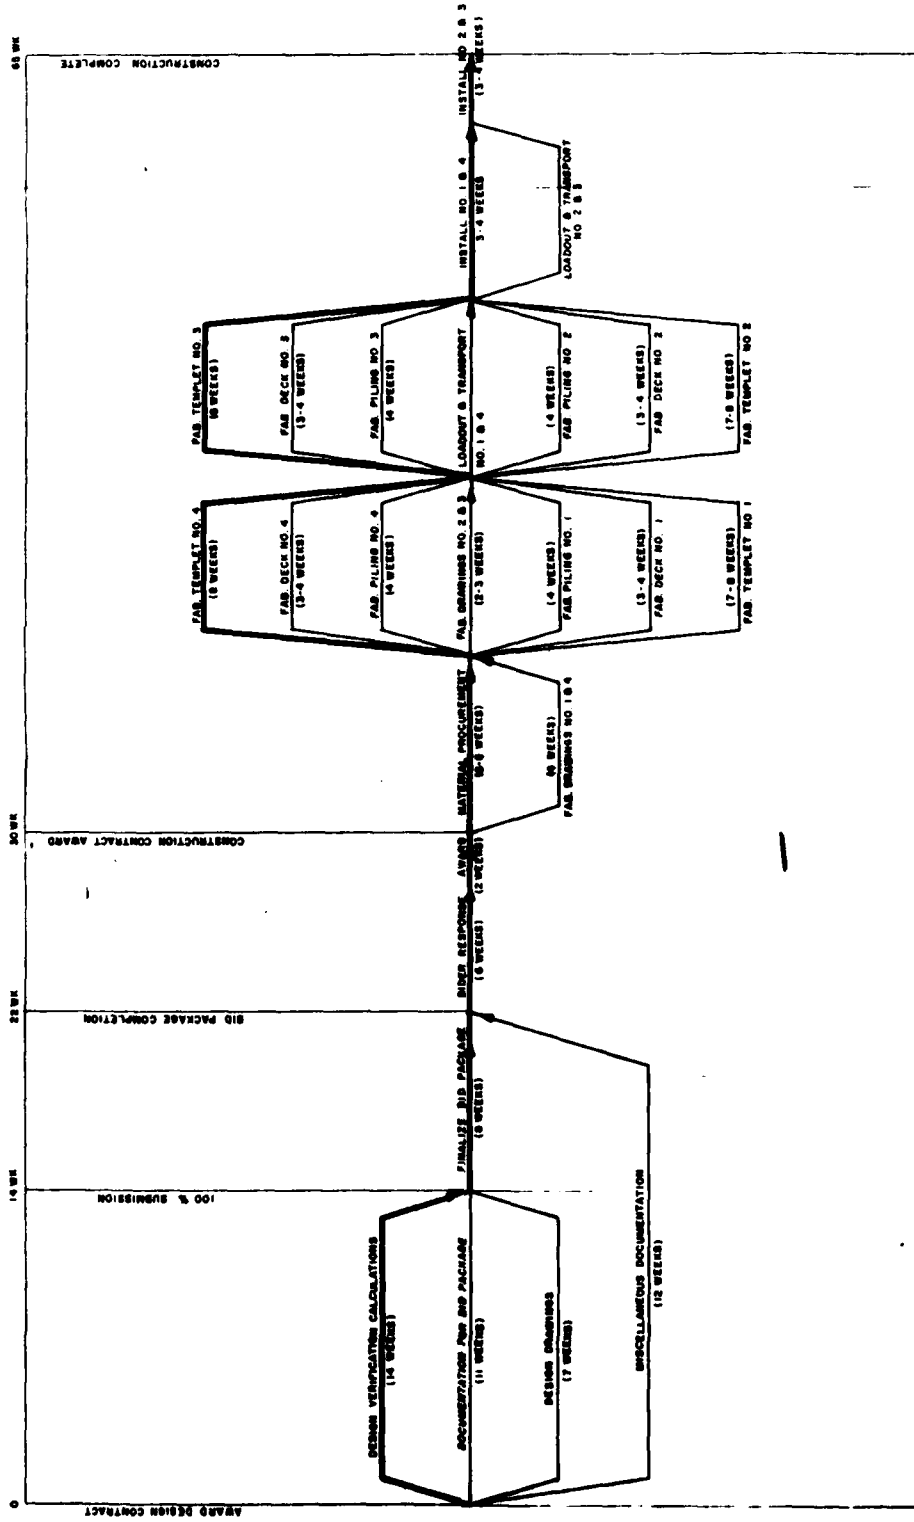 0
14 WK
22 WK
30 WK
AWARD DESIGN CONTRACT
100 % SUBMISSION
BID PACKAGE COMPLETION
CONSTRUCTION CONTRACT AWARD
CONSTRUCTION COMPLETE
DESIGN VERIFICATION CALCULATIONS
(14 WEEKS)
DOCUMENTATION FOR BID PACKAGE
(11 WEEKS)
DESIGN DRAWINGS
(7 WEEKS)
MISCELLANEOUS DOCUMENTATION
(12 WEEKS)
FINALIZE BID PACKAGE
(8 WEEKS)
BIDER RESPONSE
(6 WEEKS)
AWARD
(2 WEEKS)
MATERIAL PROCUREMENT
WEEKS)
(6 WEEKS)
FAB. DRAWINGS NO. 1 & 4
FAB. TEMPLET NO. 4
(8 WEEKS)
FAB. DECK NO. 4
(3-4 WEEKS)
FAB. PILING NO. 4
(4 WEEKS)
FAB. DRAWINGS NO. 2 & 3
(2-3 WEEKS)
(4 WEEKS)
FAB. PILING NO. 1
(3-4 WEEKS)
FAB. DECK NO. 1
(7-8 WEEKS)
FAB. TEMPLET NO. 1
FAB. TEMPLET NO. 3
WEEKS)
FAB. DECK NO. 3
(3-4 WEEKS)
FAB. PILING NO. 3
(4 WEEKS)
LOADOUT & TRANSPORT
NO. 1 & 4
(4 WEEKS)
FAB. PILING NO. 2
(3-4 WEEKS)
FAB. DECK NO. 2
(7-8 WEEKS)
FAB. TEMPLET NO. 2
INSTALL NO. 1 & 4
3-4 WEEKS
LOADOUT & TRANSPORT
NO. 2 & 3
INSTALL NO. 2 & 3
(3-4 WEEKS)